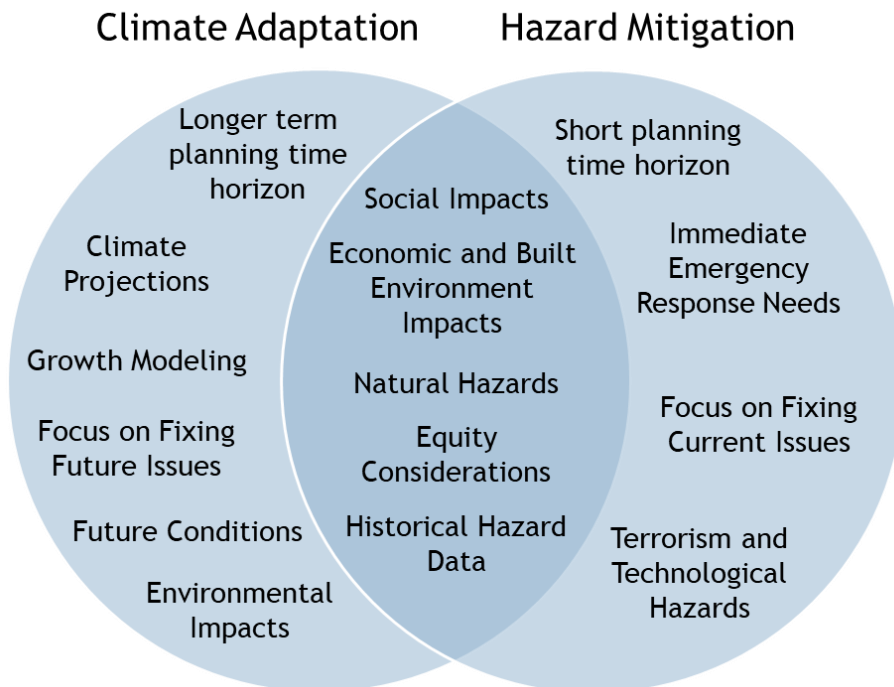 Climate Adaptation
Hazard Mitigation
Longer term
planning time
horizon
Climate
Projections
Growth Modeling
Focus on Fixing
Future Issues
Future Conditions
Environmental
Impacts
Social Impacts
Economic and Built
Environment
Impacts
Natural Hazards
Equity
Considerations
Historical Hazard
Data
Short planning
time horizon
Immediate
Emergency
Response Needs
Focus on Fixing
Current Issues
Terrorism and
Technological
Hazards